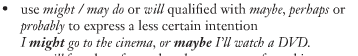 • use might / may do or will qualified with maybe, perhaps or
probably to express a less certain intention
I might go to the cinema, or maybe I'll watch a DVD.